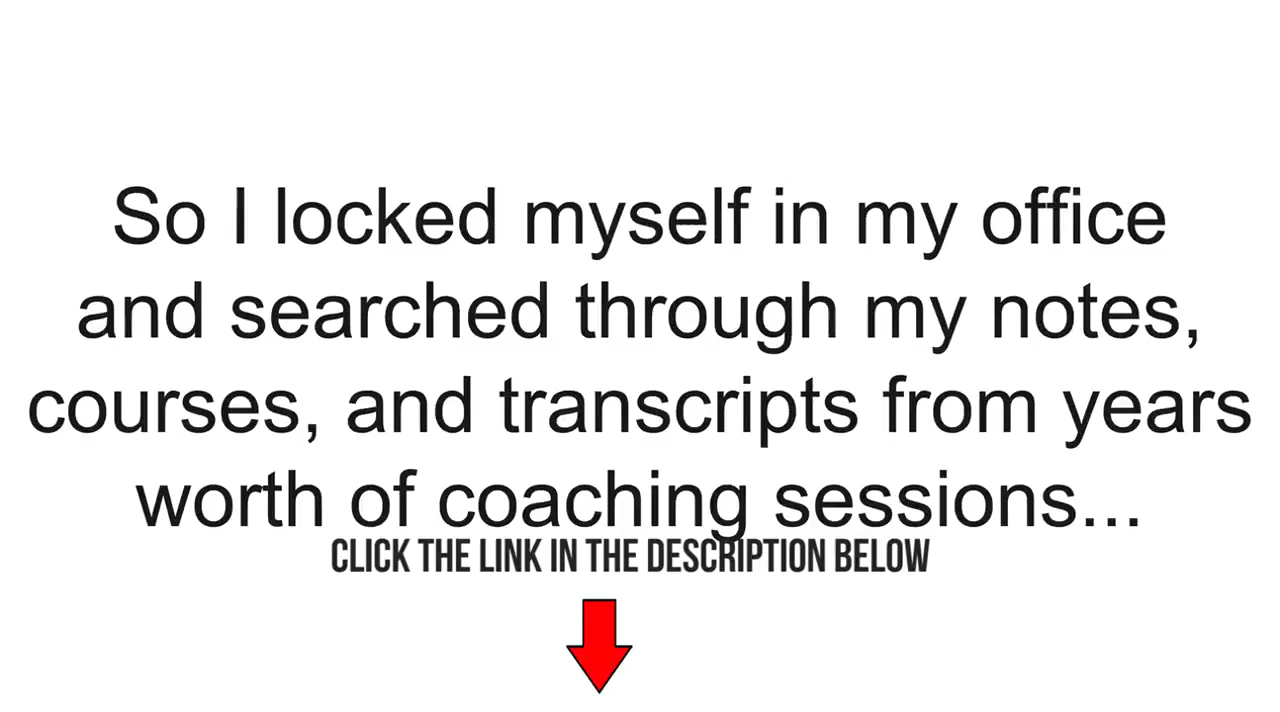 So I locked myself in my office
and searched through my notes,
courses, and transcripts from years
worth of coaching sessions...
CLICK THE LINK IN THE DESCRIPTION BELOW